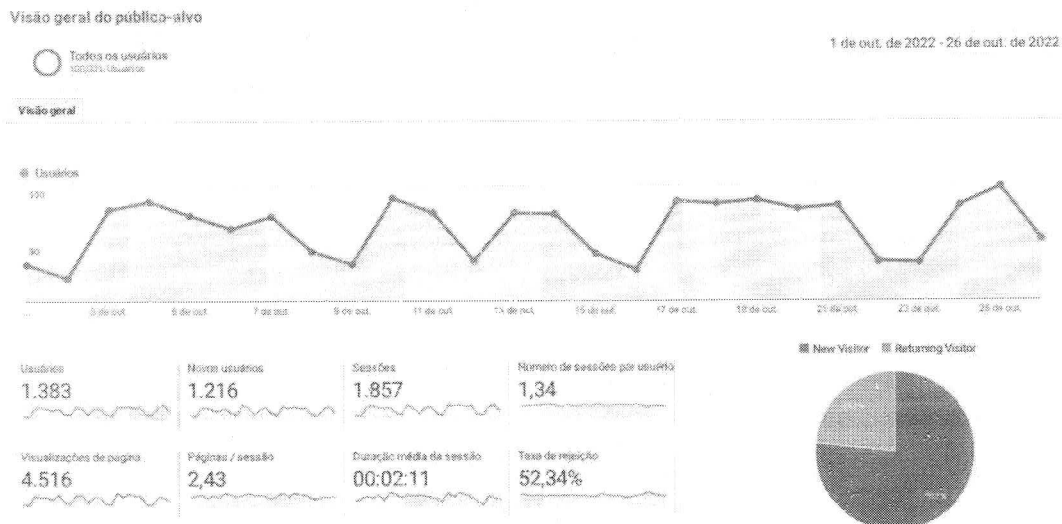 Visão geral do público-alvo
1 de out. de 2022 - 26 de out. de 2022
Todos os usuários
Usuários
Visão geral
Usuários
100
50
3 de out.
5 de out.
7 de out.
9 de out.
11 de out.
13 de out.
15 de out.
17 de out.
19 de out.
21 de out.
23 de out.
25 de out.
New Visitor
Returning Visitor
Usuários
1.383
Novos usuários
1.216
Sessões
1.857
Número de sessões por usuário
1,34
Visualizações de página
4.516
Páginas / sessão
2,43
Duração média da sessão
00:02:11
Taxa de rejeição
52,34%